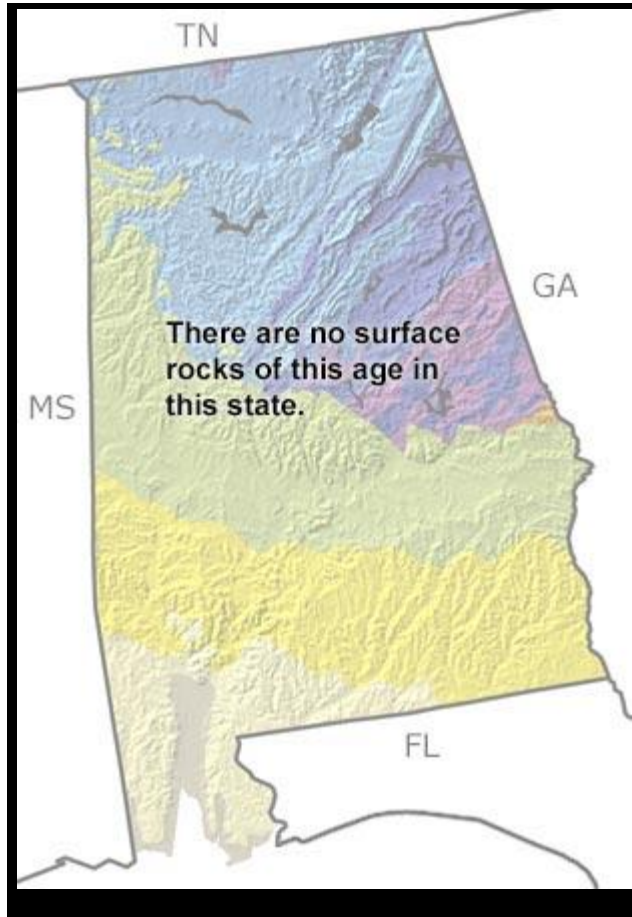 TN
GA
There are no surface
rocks of this age in
this state.
MS
FL